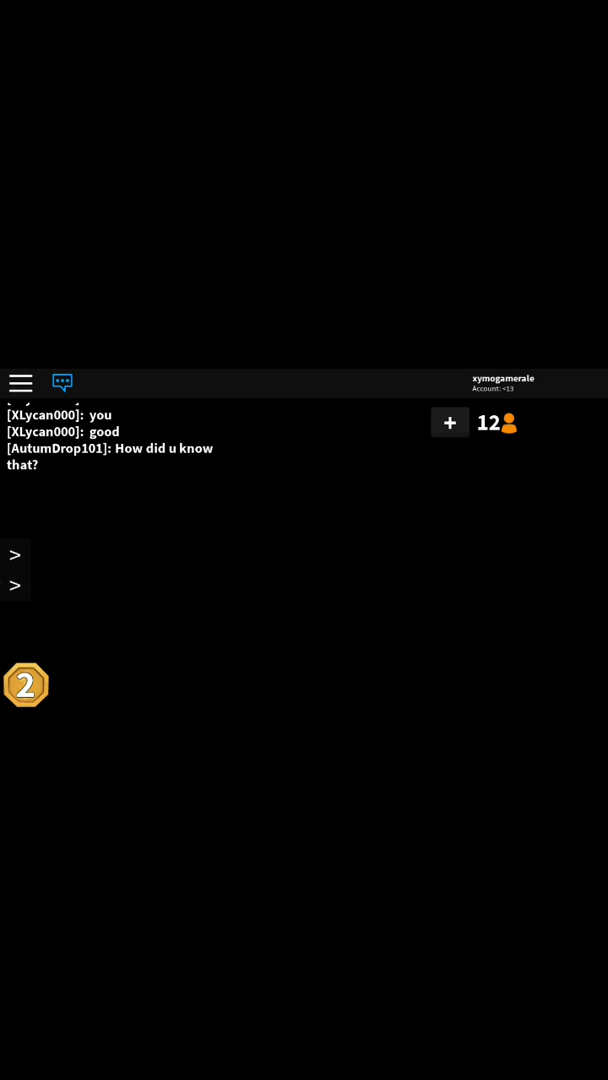 xymogamerale
Account: <13
[XLycan000]: you
[XLycan000]: good
[AutumDrop101]: How did u know
that?
+ 12
>
>
2